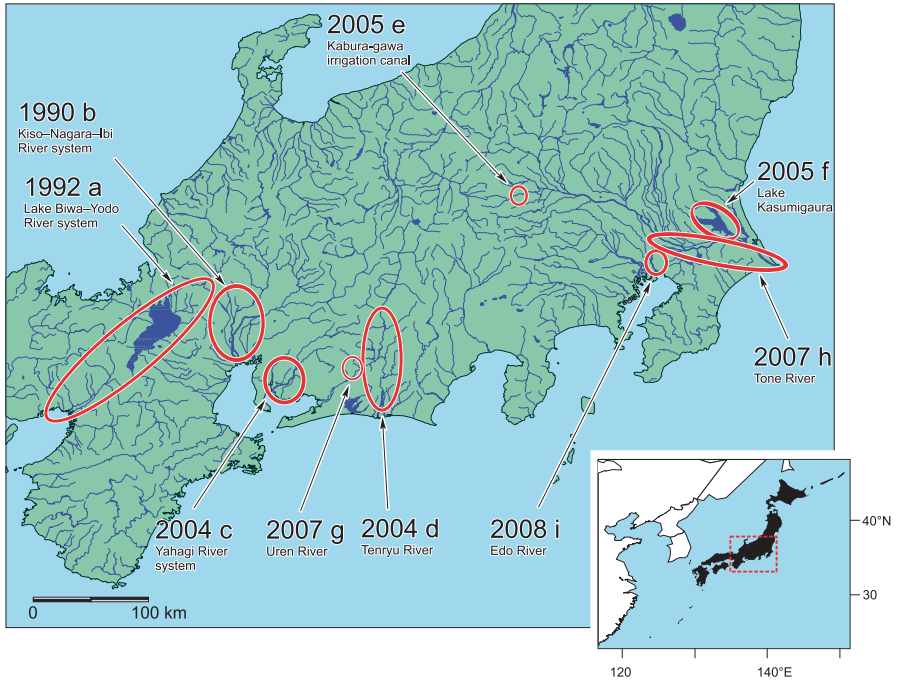 2005 e
Kabura-gawa
irrigation canal
1990 b
Kiso–Nagara–Ibi
River system
1992 a
Lake Biwa–Yodo
River system
2005 f
Lake
Kasumigaura
2007 h
Tone River
2004 c
Yahagi River
system
2007 g
Uren River
2004 d
Tenryu River
2008 i
Edo River
0 100 km
40°N
30
120 140°E